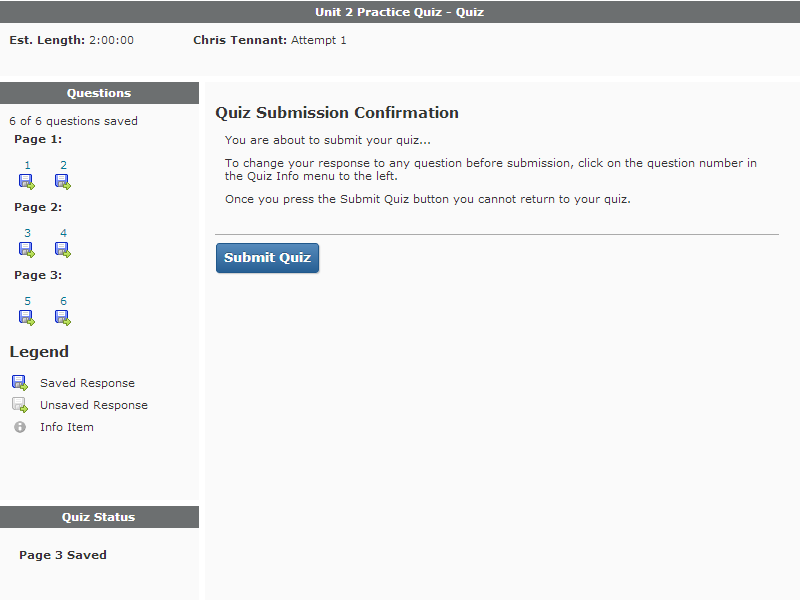 Unit 2 Practice Quiz - Quiz
Est. Length: 2:00:00 Chris Tennant: Attempt 1
Questions
6 of 6 questions saved
Page 1:
1 2
Page 2:
3 4
Page 3:
5 6
Legend
Saved Response
Unsaved Response
Info Item
Quiz Status
Page 3 Saved
Quiz Submission Confirmation
You are about to submit your quiz...
To change your response to any question before submission, click on the question number in
the Quiz Info menu to the left.
Once you press the Submit Quiz button you cannot return to your quiz.
Submit Quiz